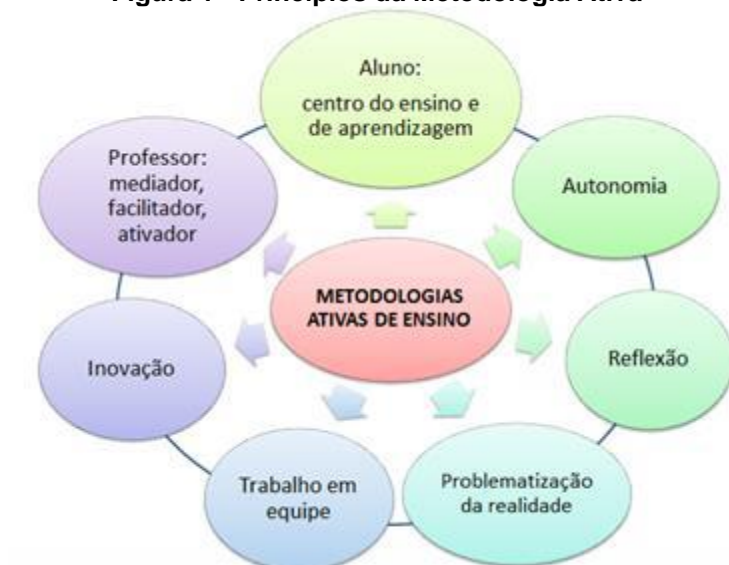 Aluno:
centro do ensino e
de aprendizagem
Autonomia
Reflexão
Problematização
da realidade
Trabalho em
equipe
Inovação
Professor:
mediador,
facilitador,
ativador
METODOLOGIAS
ATIVAS DE ENSINO